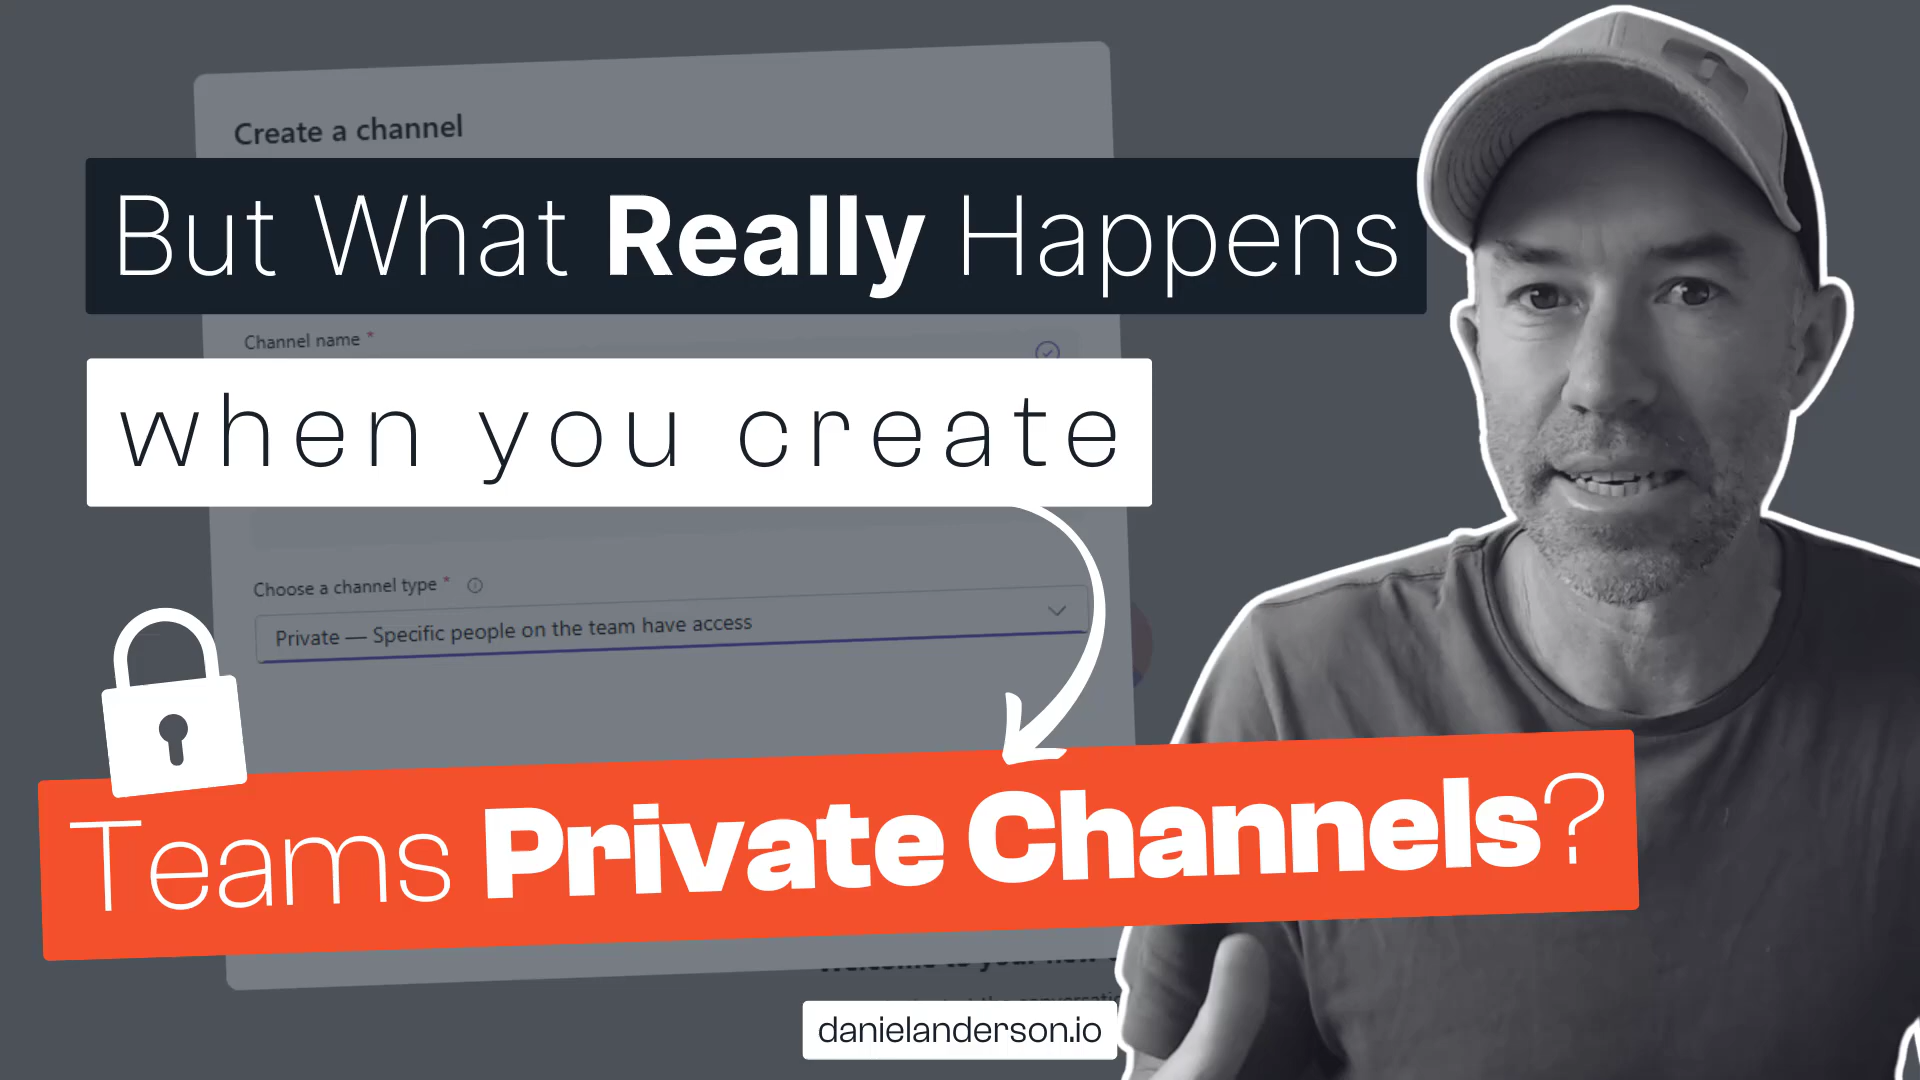 Create a channel
But What Really Happens
Channel name *
when you create
Choose a channel type *
Private — Specific people on the team have access
Teams Private Channels?
danielanderson.io